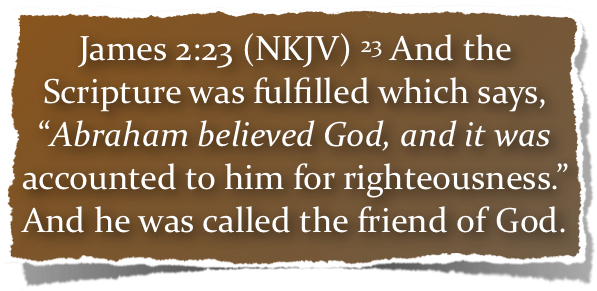 James 2:23 (NKJV) 23 And the
Scripture was fulfilled which says,
“Abraham believed God, and it was
accounted to him for righteousness.”
And he was called the friend of God.